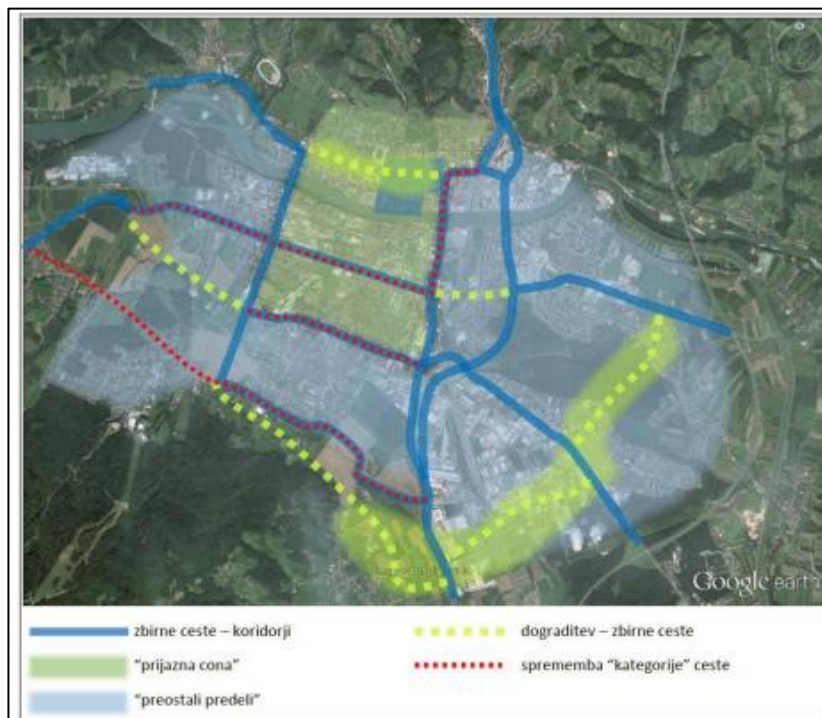 Google earth
zbirne ceste – koridorji
dograditev – zbirne ceste
"prijazna cona"
sprememba "kategorije" ceste
"preostali predeli"